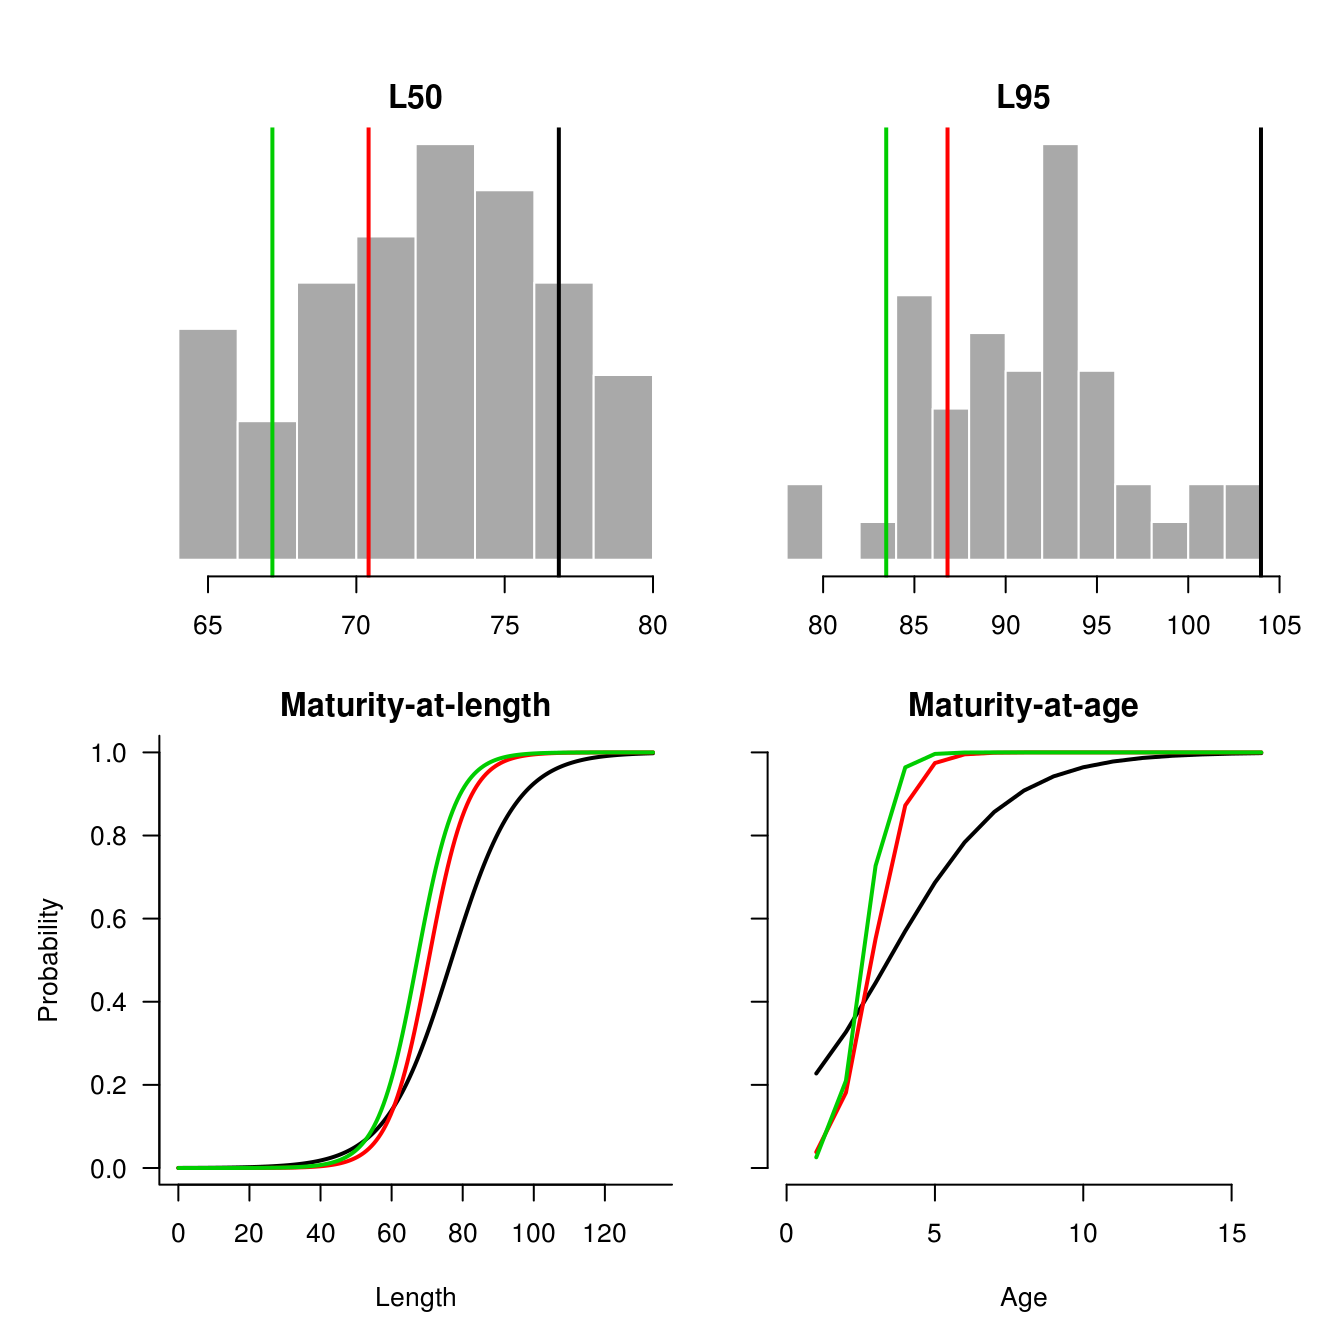 L50
L95
65 70 75 80
80 85 90 95 100 105
Maturity-at-length
Maturity-at-age
1.0
0.8
0.6
0.4
0.2
0.0
Probability
0 20 40 60 80 100 120
0 5 10 15
Length
Age